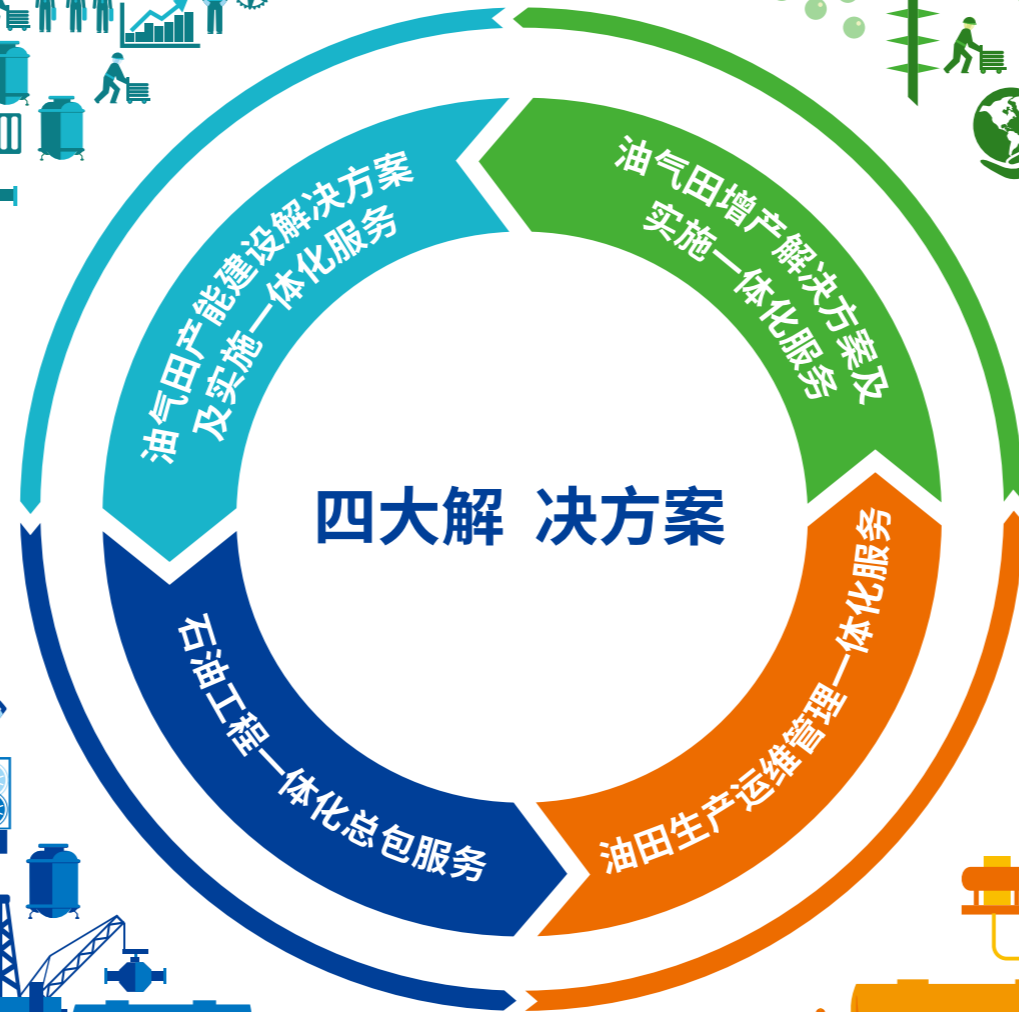 油气田产能建设解决方案
及实施一体化服务
油气田增产解决方案及
实施一体化服务
四大解 决方案
石油工程一体化总包服务
油田生产运维管理一体化服务